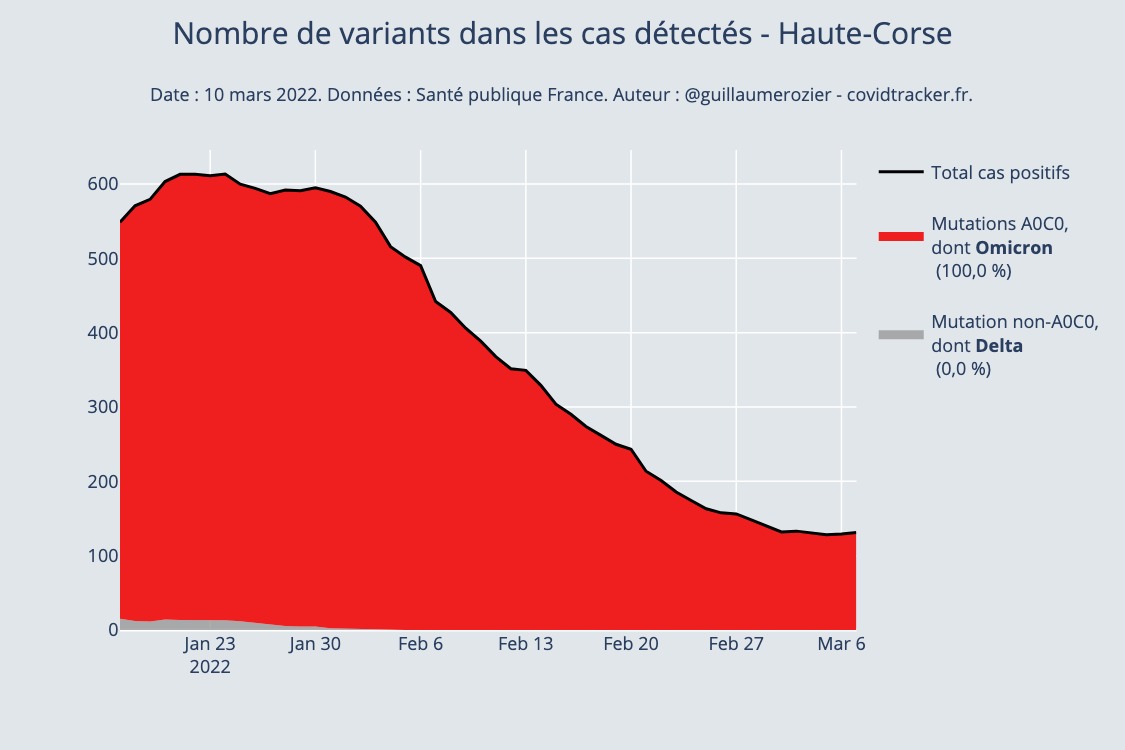 Nombre de variants dans les cas détectés - Haute-Corse
Date : 10 mars 2022. Données : Santé publique France. Auteur : @guillaumerozier - covidtracker.fr.
600
500
400
300
200
100
0
Jan 23
2022
Jan 30
Feb 6
Feb 13
Feb 20
Feb 27
Mar 6
Total cas positifs
Mutations A0C0,
dont Omicron
(100,0 %)
Mutation non-A0C0,
dont Delta
(0,0 %)